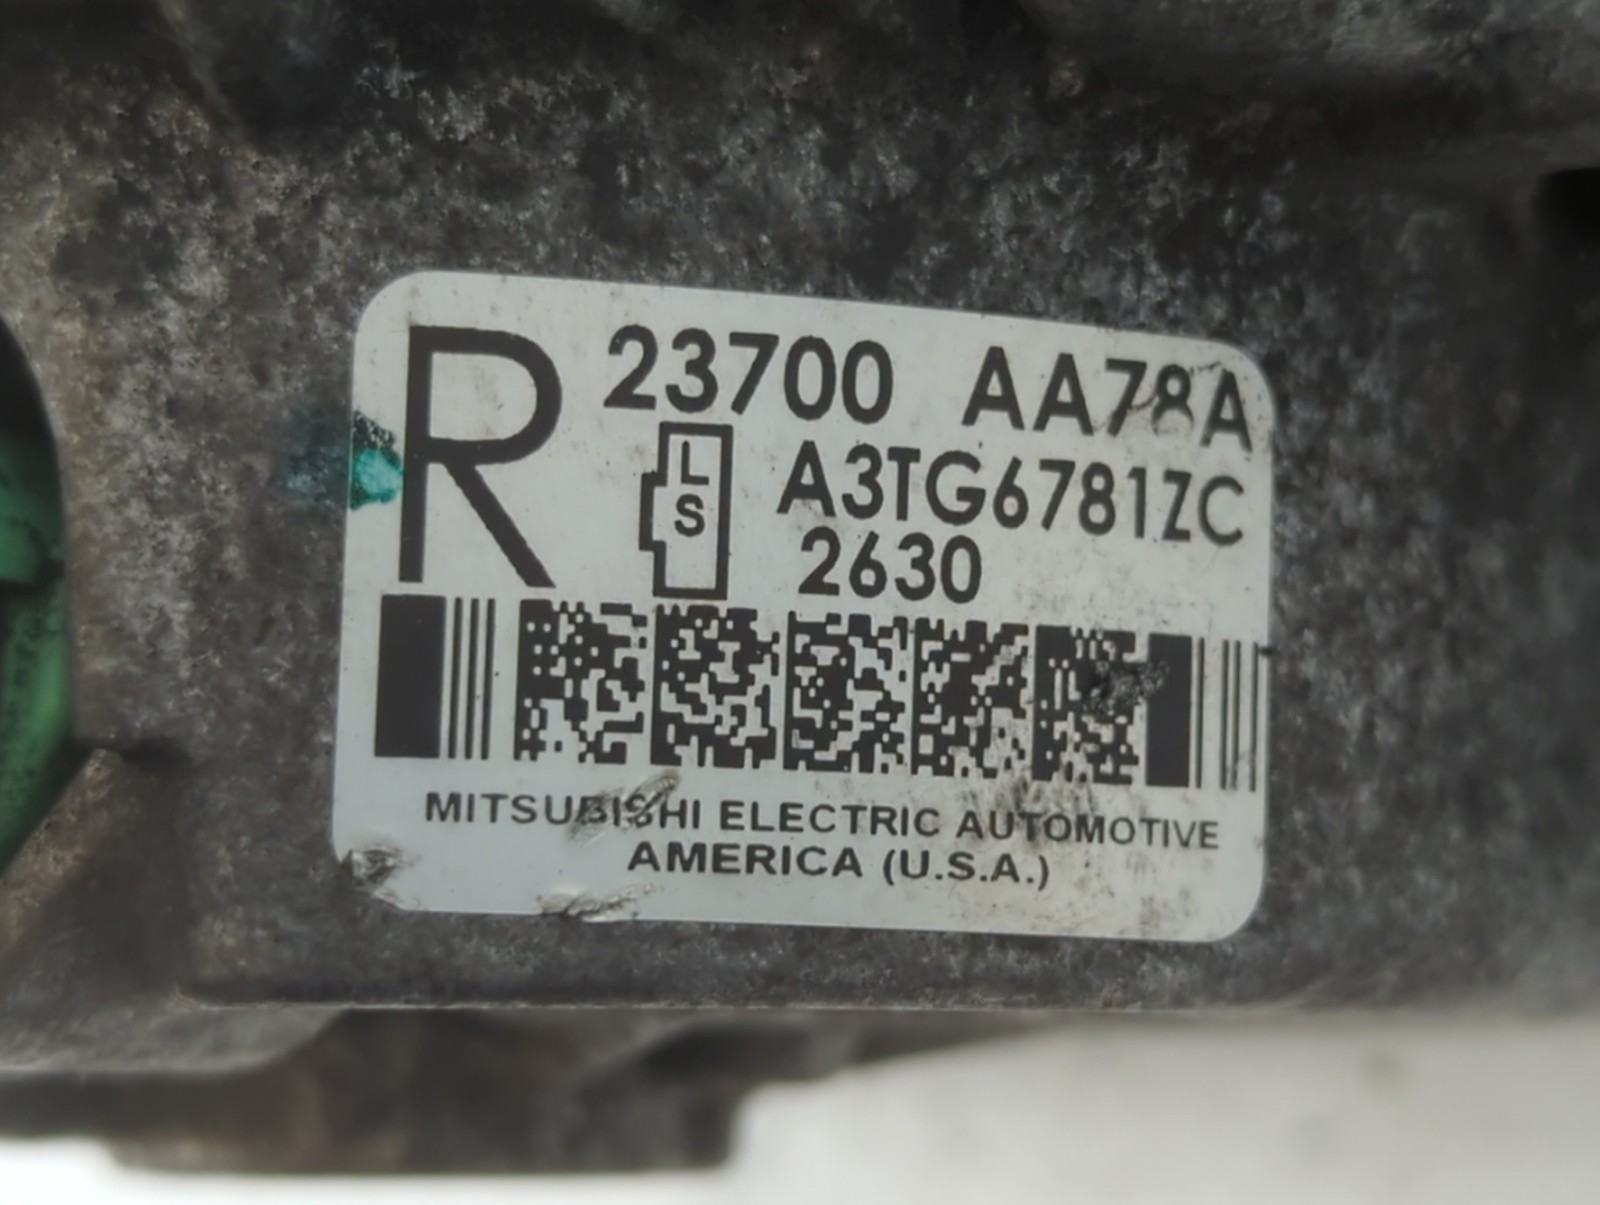 R 23700 AA78A
L
S
A3TG6781ZC
2630
MITSUBISHI ELECTRIC AUTOMOTIVE
AMERICA (U.S.A.)